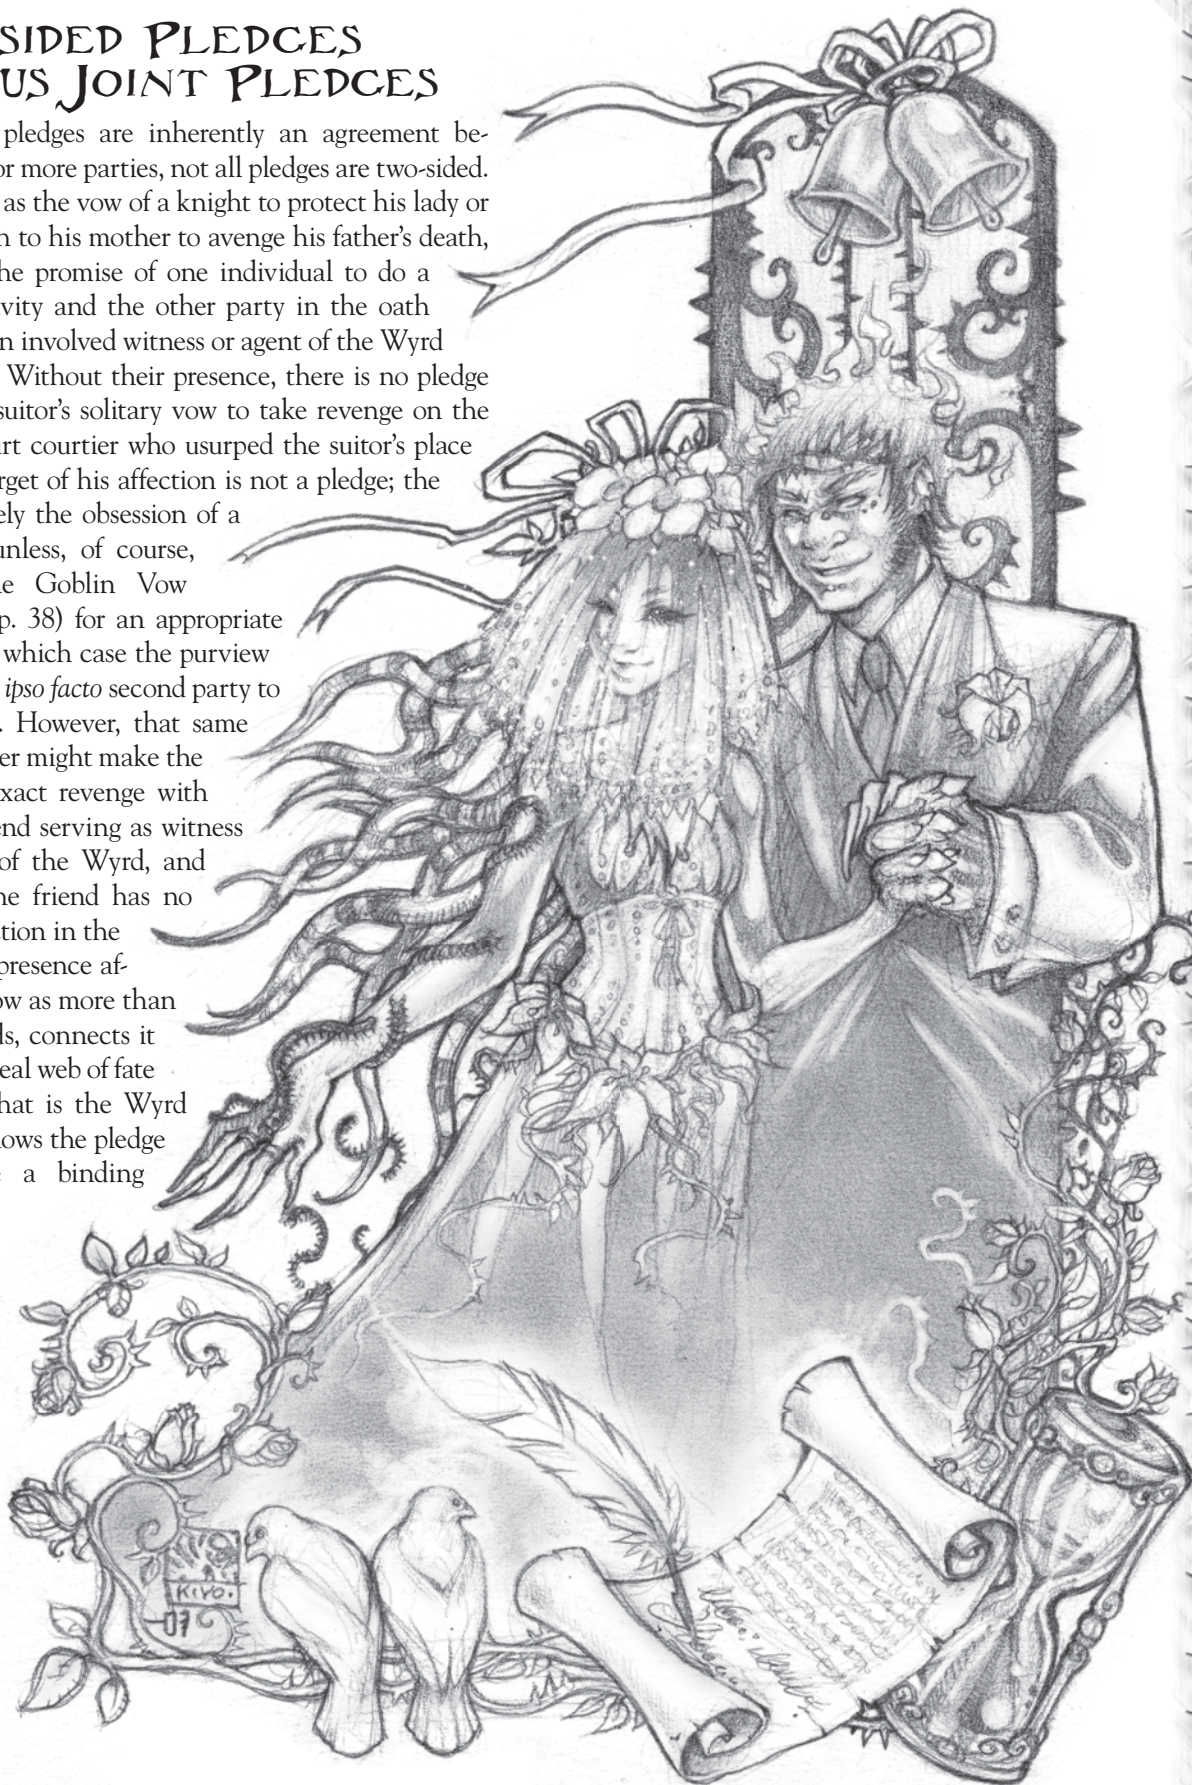 SIDED PLEDGES
US JOINT PLEDGES
pledges are inherently an agreement be-
or more parties, not all pledges are two-sided.
as the vow of a knight to protect his lady or
n to his mother to avenge his father's death,
he promise of one individual to do a
vity and the other party in the oath
n involved witness or agent of the Wyrd
Without their presence, there is no pledge
suitor's solitary vow to take revenge on the
rt courtier who usurped the suitor's place
rget of his affection is not a pledge; the
ely the obsession of a
unless, of course,
e Goblin Vow
p. 38) for an appropriate
which case the purview
ipso facto second party to
. However, that same
er might make the
xact revenge with
end serving as witness
of the Wyrd, and
he friend has no
tion in the
presence af-
ow as more than
ls, connects it
eal web of fate
hat is the Wyrd
lows the pledge
e a binding
KIYO.
07